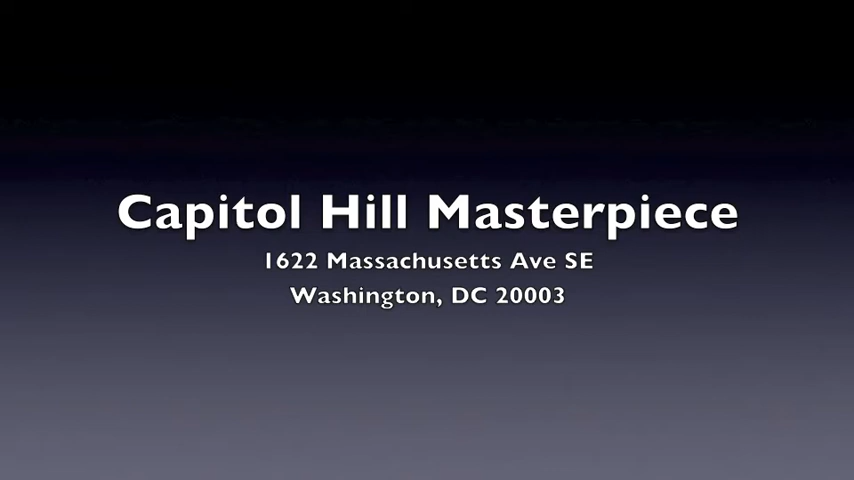 Capitol Hill Masterpiece
1622 Massachusetts Ave SE
Washington, DC 20003